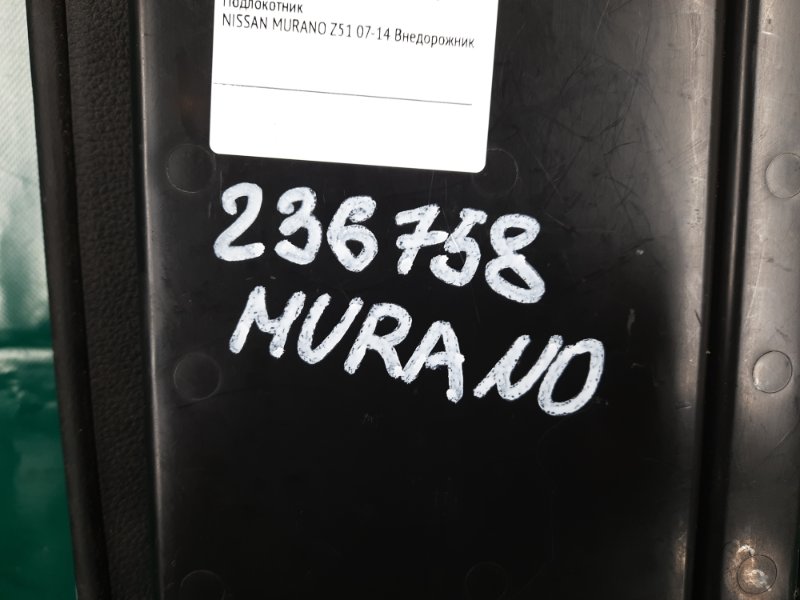 Подлокотник
NISSAN MURANO Z51 07-14 Внедорожник
236758
MURANO